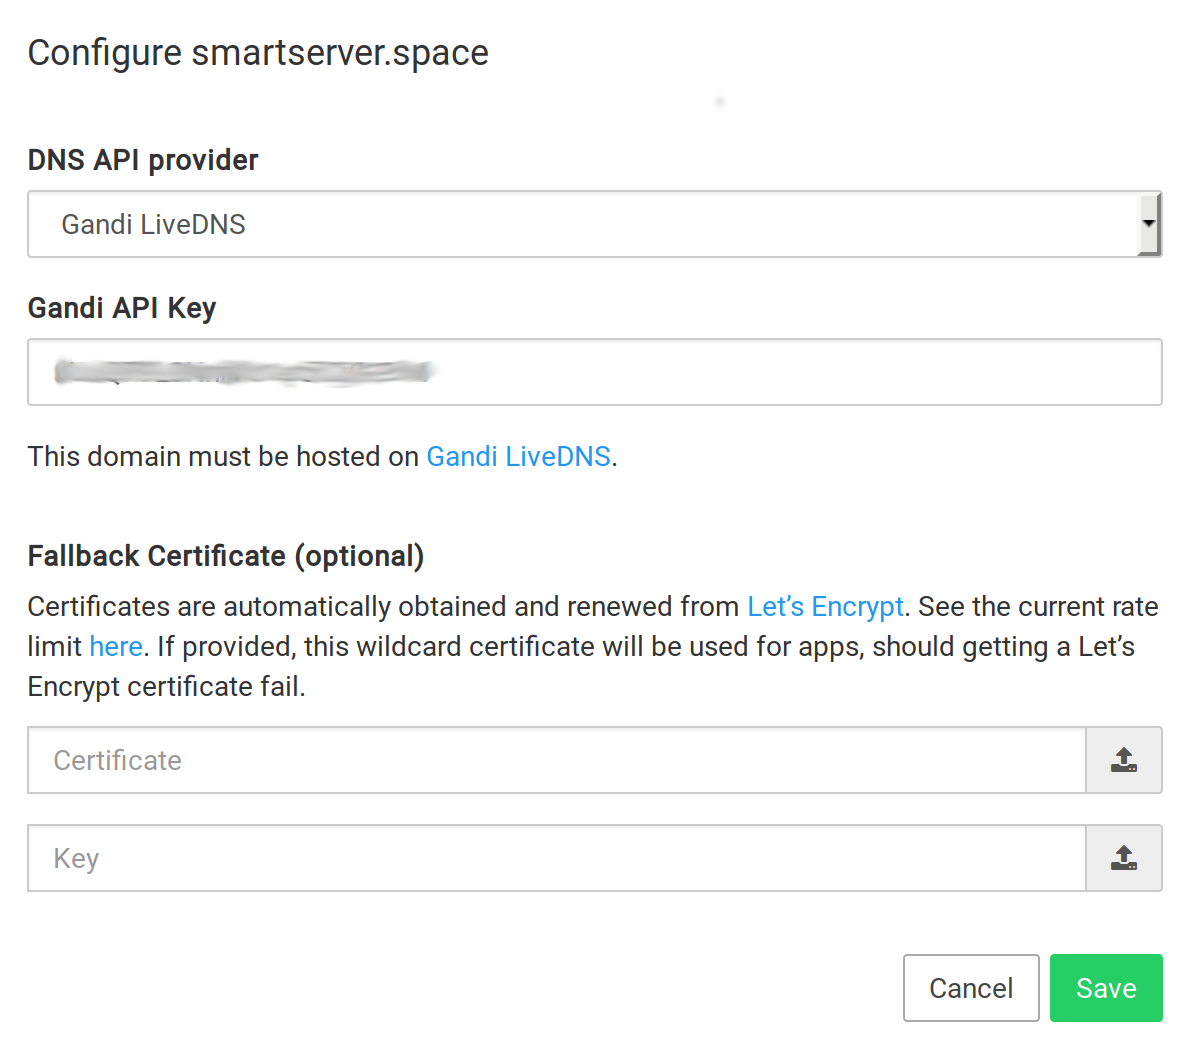 Configure smartserver.space
DNS API provider
Gandi LiveDNS
Gandi API Key
This domain must be hosted on Gandi LiveDNS.
Fallback Certificate (optional)
Certificates are automatically obtained and renewed from Let’s Encrypt. See the current rate
limit here. If provided, this wildcard certificate will be used for apps, should getting a Let’s
Encrypt certificate fail.
Certificate
Key
Cancel
Save